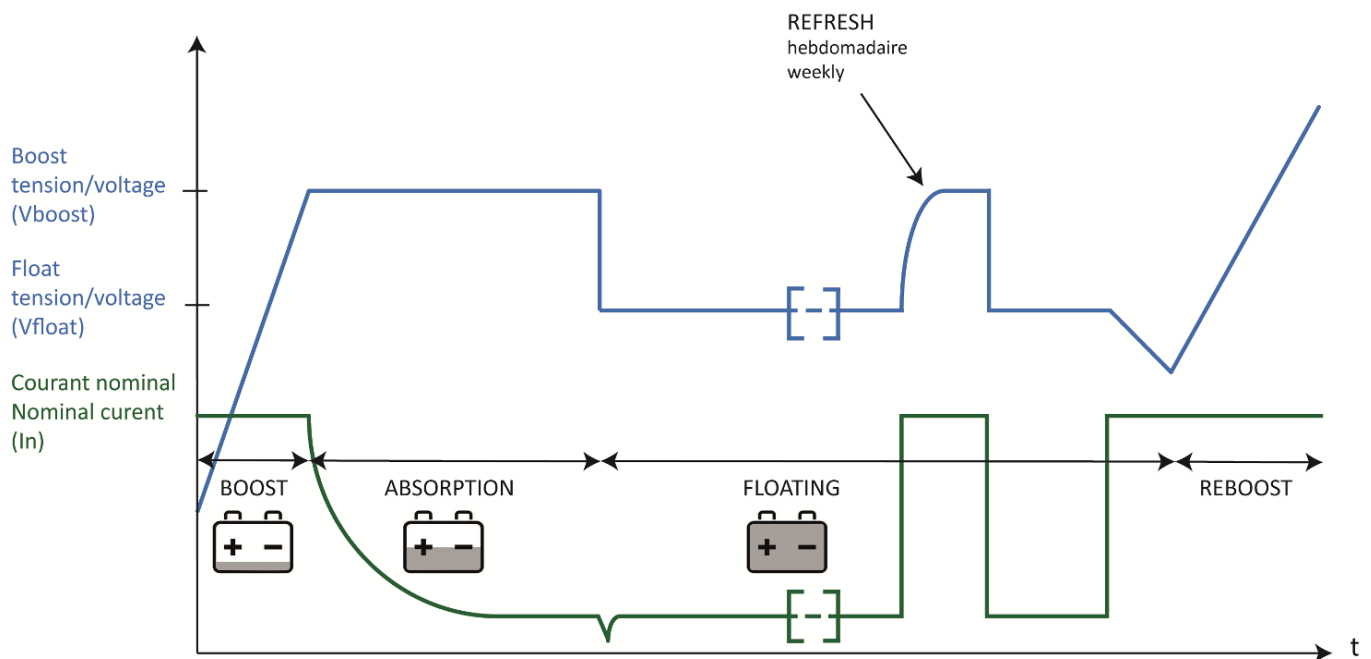 REFRESH
hebdomadaire
weekly
Boost
tension/voltage
(Vboost)
Float
tension/voltage
(Vfloat)
Courant nominal
Nominal curent
(In)
BOOST
ABSORPTION
FLOATING
REBOOST
+ −
+ −
+ −
t